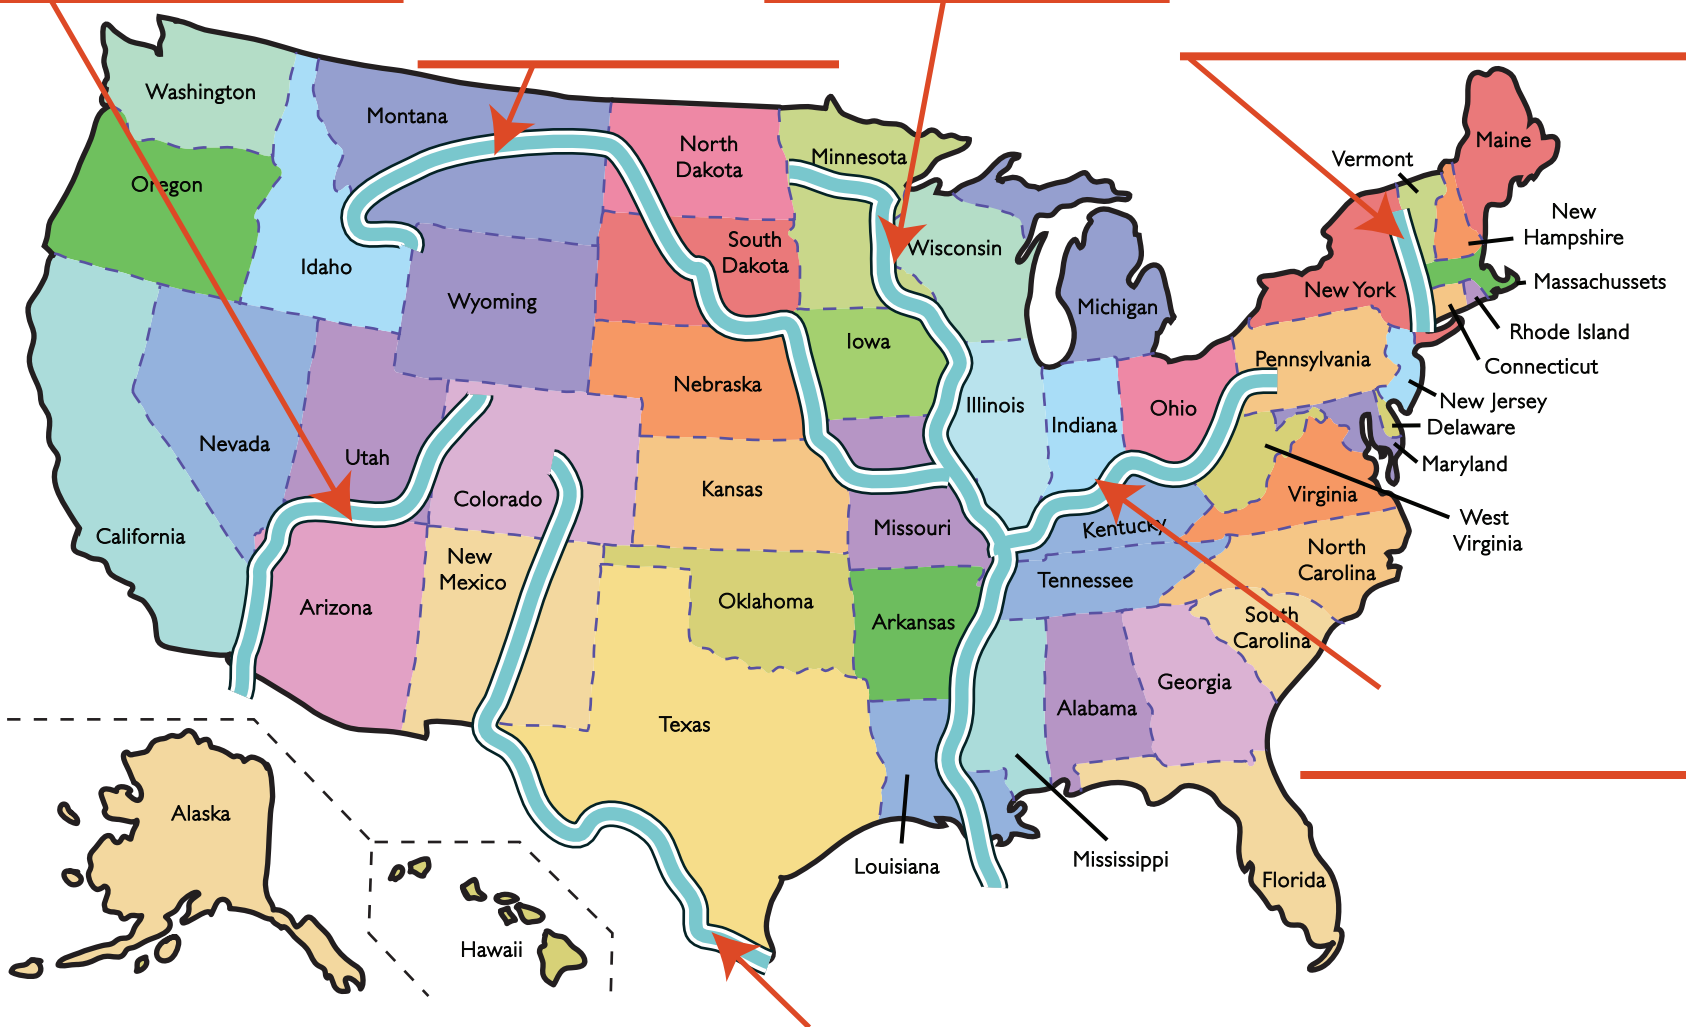 Washington
Montana
North
Dakota
Minnesota
Maine
Vermont
Oregon
New
Hampshire
South
Dakota
Wisconsin
Idaho
Massachussets
Wyoming
Michigan
New York
Rhode Island
Iowa
Pennsylvania
Connecticut
Nebraska
Illinois
Indiana
Ohio
New Jersey
Delaware
Nevada
Utah
Maryland
Colorado
Kansas
Virginia
West
Virginia
California
Missouri
Kentucky
New
Mexico
North
Carolina
Arizona
Oklahoma
Tennessee
Arkansas
South
Carolina
Georgia
Texas
Alabama
Alaska
Louisiana
Mississippi
Florida
Hawaii